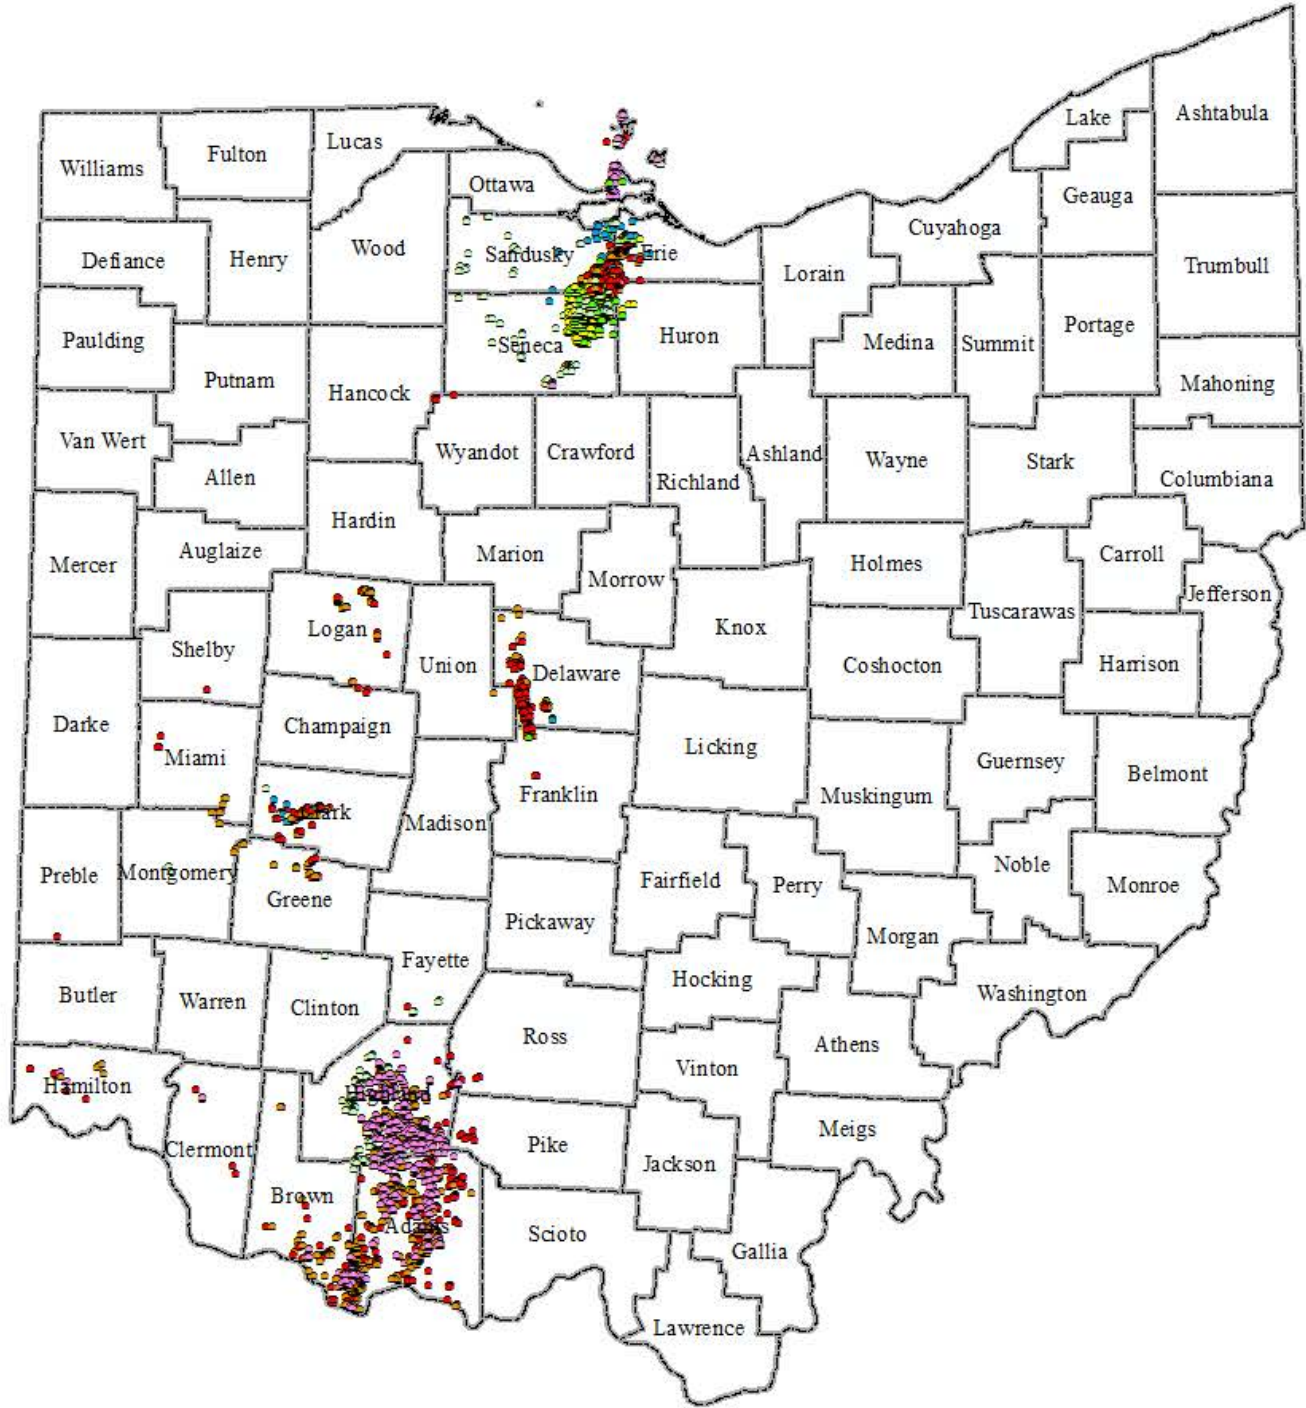 Ashtabula
Lake
Lucas
Fulton
Williams
Ottawa
Geauga
Cuyahoga
Wood
Sandusky
Erie
Henry
Defiance
Trumbull
Lorain
Portage
Huron
Paulding
Medina
Summit
Seneca
Putnam
Mahoning
Hancock
Van Wert
Wyandot
Crawford
Ashland
Wayne
Stark
Allen
Columbiana
Richland
Hardin
Auglaize
Marion
Carroll
Mercer
Holmes
Morrow
Jefferson
Tuscarawas
Logan
Knox
Shelby
Union
Coshocton
Harrison
Delaware
Darke
Champaign
Licking
Miami
Guernsey
Belmont
Franklin
Muskingum
Clark
Madison
Noble
Preble
Montgomery
Fairfield
Perry
Monroe
Greene
Pickaway
Morgan
Fayette
Hocking
Butler
Washington
Warren
Clinton
Ross
Athens
Vinton
Hamilton
Highland
Meigs
Pike
Clermont
Jackson
Brown
Adams
Scioto
Gallia
Lawrence